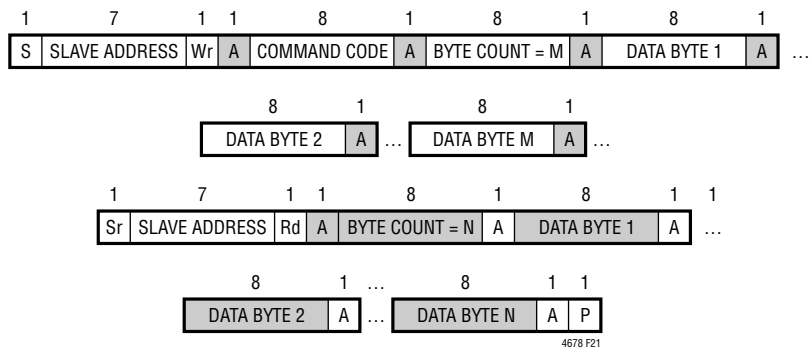 1 7 1 1 8 1 8 1 8 1
S SLAVE ADDRESS Wr A COMMAND CODE A BYTE COUNT = M A DATA BYTE 1 A …
8 1 8 1
DATA BYTE 2 A … DATA BYTE M A …
1 7 1 1 8 1 8 1 1
Sr SLAVE ADDRESS Rd A BYTE COUNT = N A DATA BYTE 1 A …
8 1 … 8 1 1
DATA BYTE 2 A … DATA BYTE N A P
4678 F21